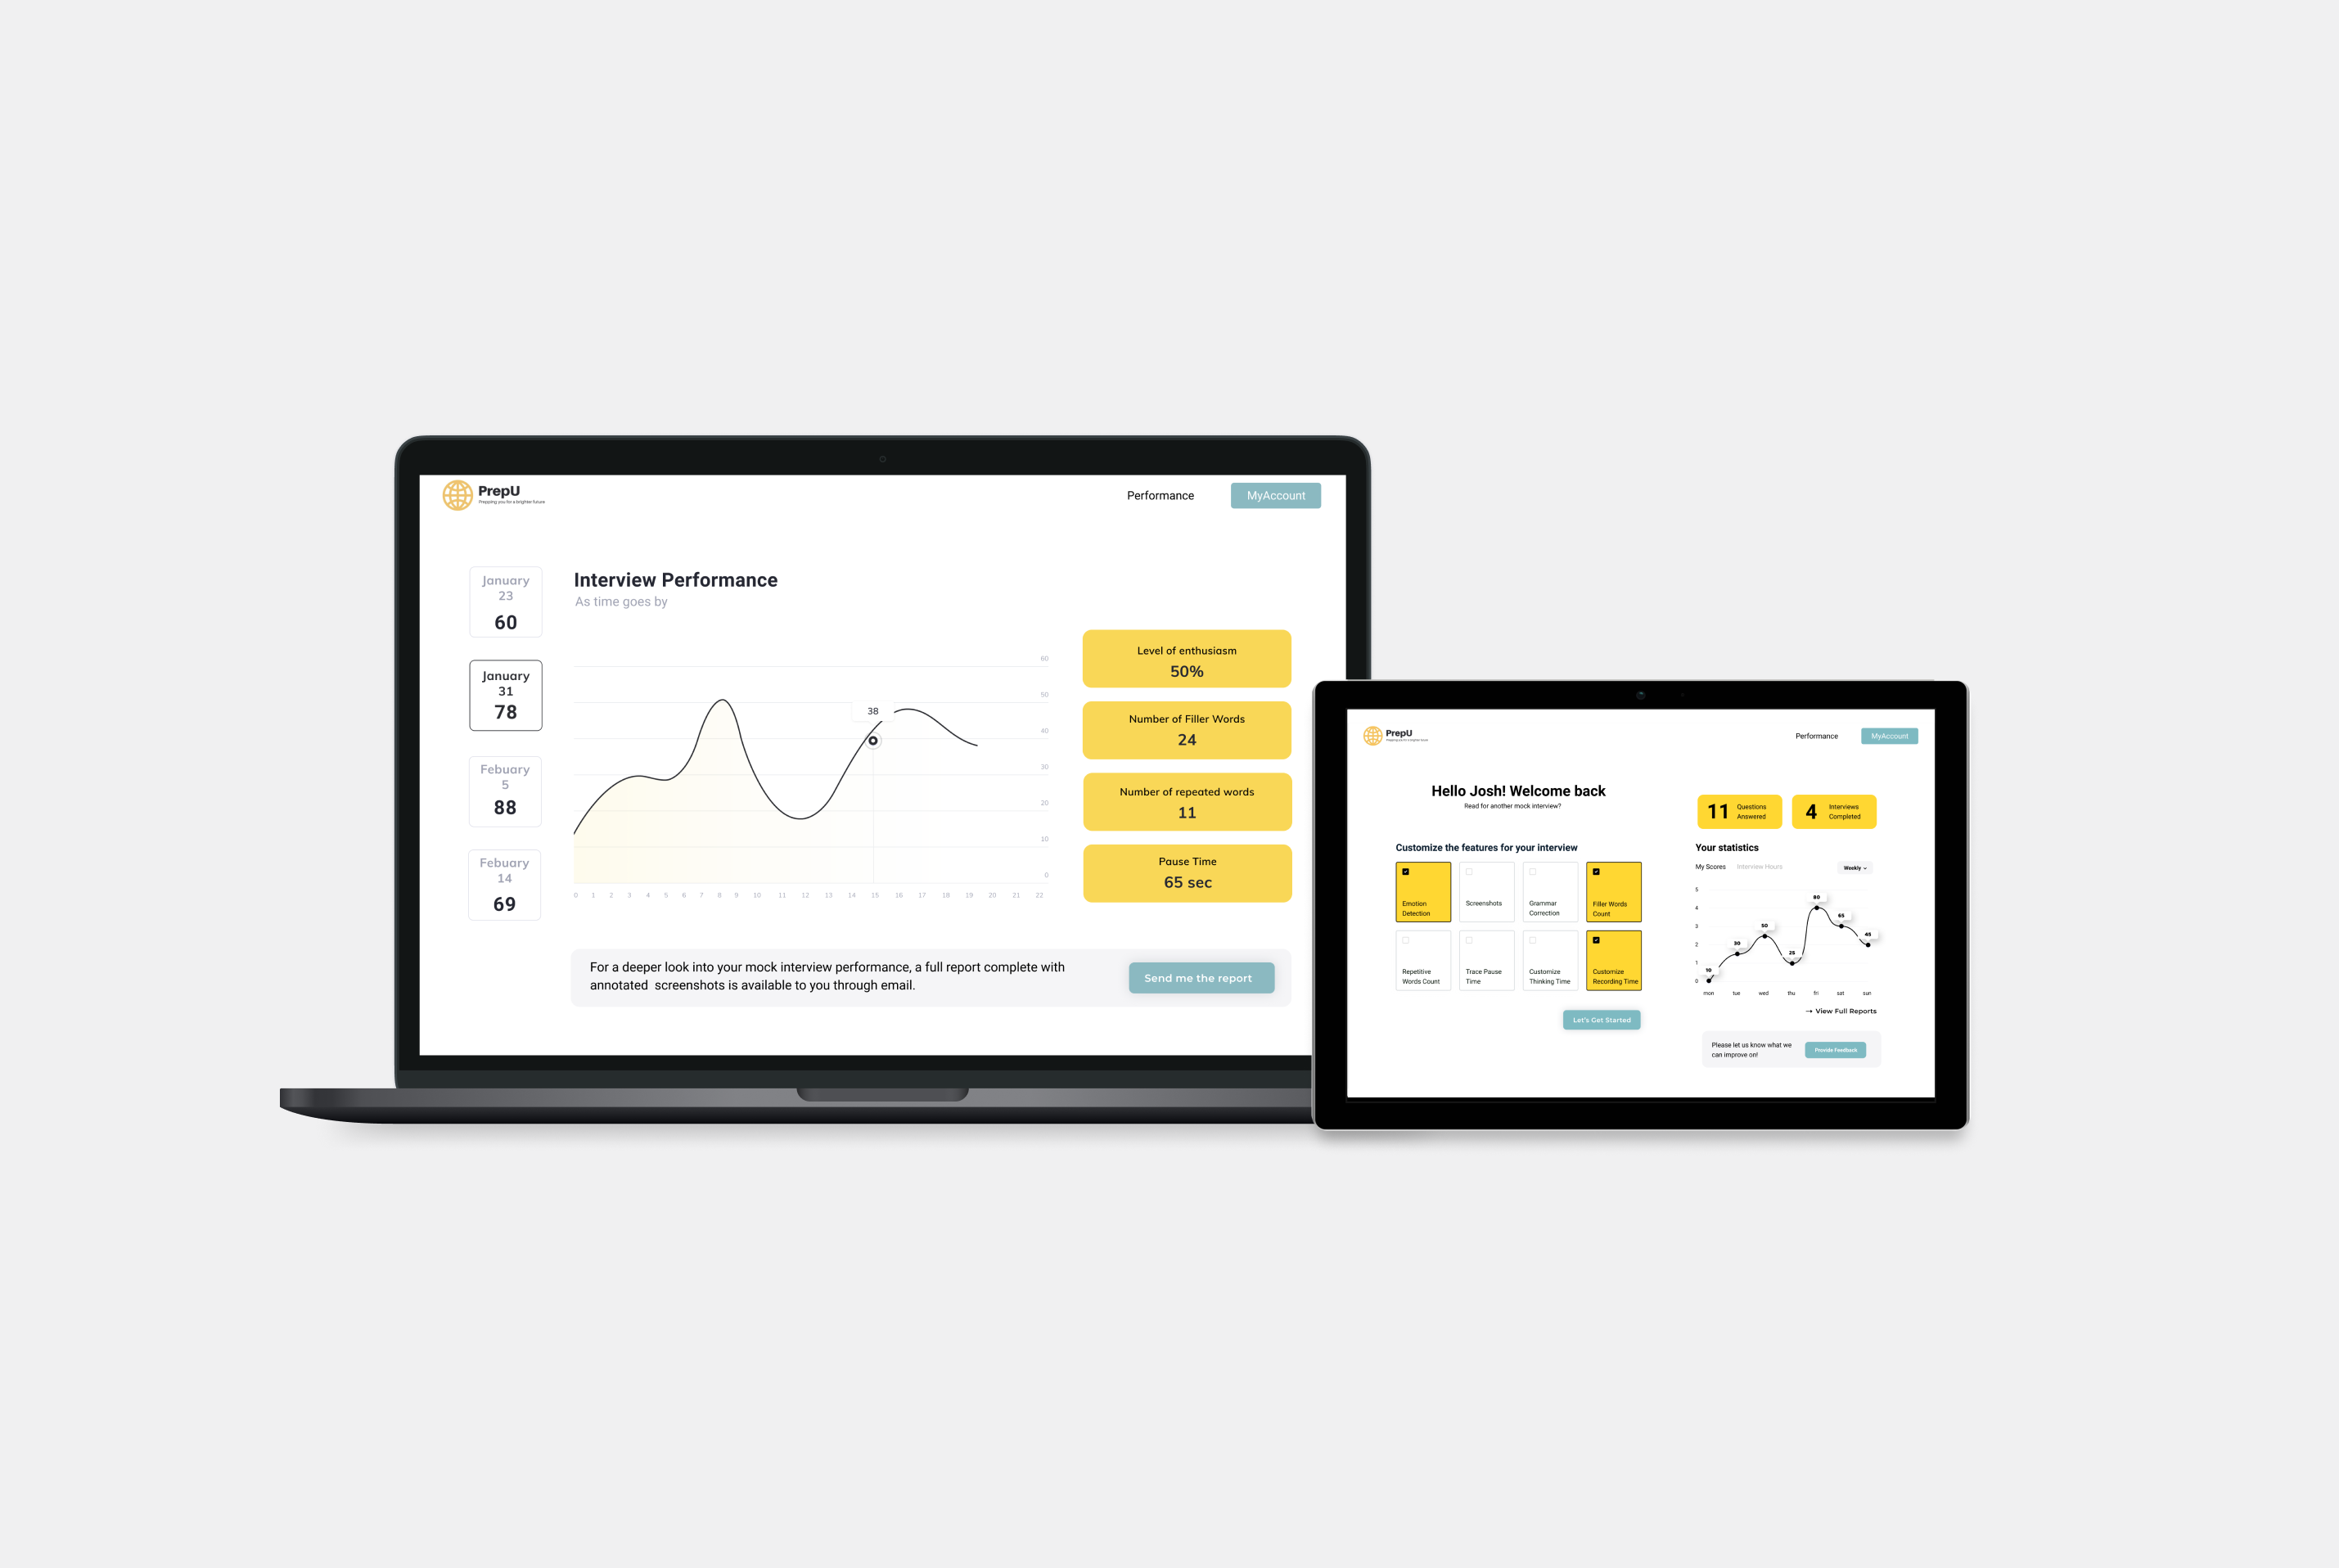 PrepU
Prepping you for a brighter future
Performance
MyAccount
January
23
60
January
31
78
Febuary
5
88
Febuary
14
69
Interview Performance
As time goes by
60
50
40
30
20
10
0
38
0 1 2 3 4 5 6 7 8 9 10 11 12 13 14 15 16 17 18 19 20 21 22
Level of enthusiasm
50%
Number of Filler Words
24
Number of repeated words
11
Pause Time
65 sec
For a deeper look into your mock interview performance, a full report complete with
annotated screenshots is available to you through email.
Send me the report
PrepU
Prepping you for a brighter future
Performance
MyAccount
Hello Josh! Welcome back
Read for another mock interview?
Customize the features for your interview
Emotion
Detection
Screenshots
Grammar
Correction
Filler Words
Count
Repetitive
Words Count
Trace Pause
Time
Customize
Thinking Time
Customize
Recording Time
Let's Get Started
11
Questions
Answered
4
Interviews
Completed
Your statistics
My Scores
Interview Hours
Weekly
5
4
3
2
1
0
10
30
50
25
80
65
45
mon tue wed thu fri sat sun
→ View Full Reports
Please let us know what we
can improve on!
Provide Feedback